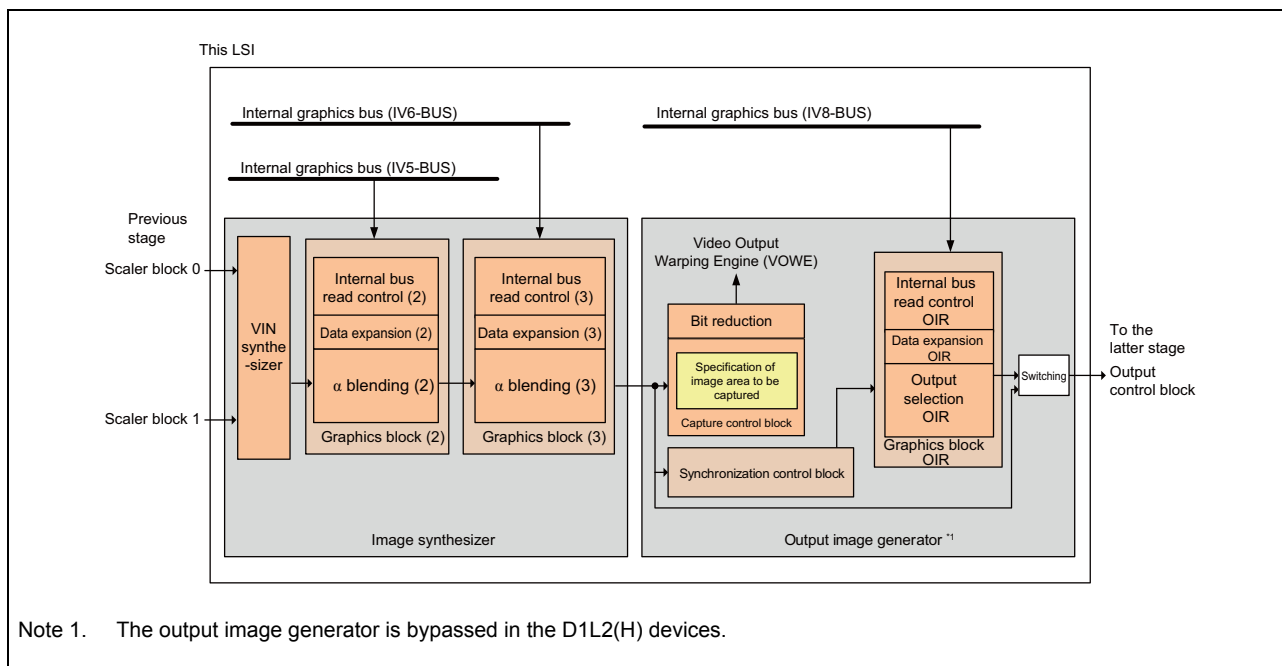 This LSI
Internal graphics bus (IV6-BUS)
Internal graphics bus (IV8-BUS)
Internal graphics bus (IV5-BUS)
Previous
stage
Scaler block 0
Scaler block 1
VIN
synthe
-sizer
Internal bus
read control (2)
Data expansion (2)
α blending (2)
Graphics block (2)
Internal bus
read control (3)
Data expansion (3)
α blending (3)
Graphics block (3)
Image synthesizer
Video Output
Warping Engine (VOWE)
Bit reduction
Specification of
image area to be
captured
Capture control block
Synchronization control block
Internal bus
read control
OIR
Data expansion
OIR
Output
selection
OIR
Graphics block
OIR
Switching
To the
latter stage
Output
control block
Output image generator *1
Note 1. The output image generator is bypassed in the D1L2(H) devices.